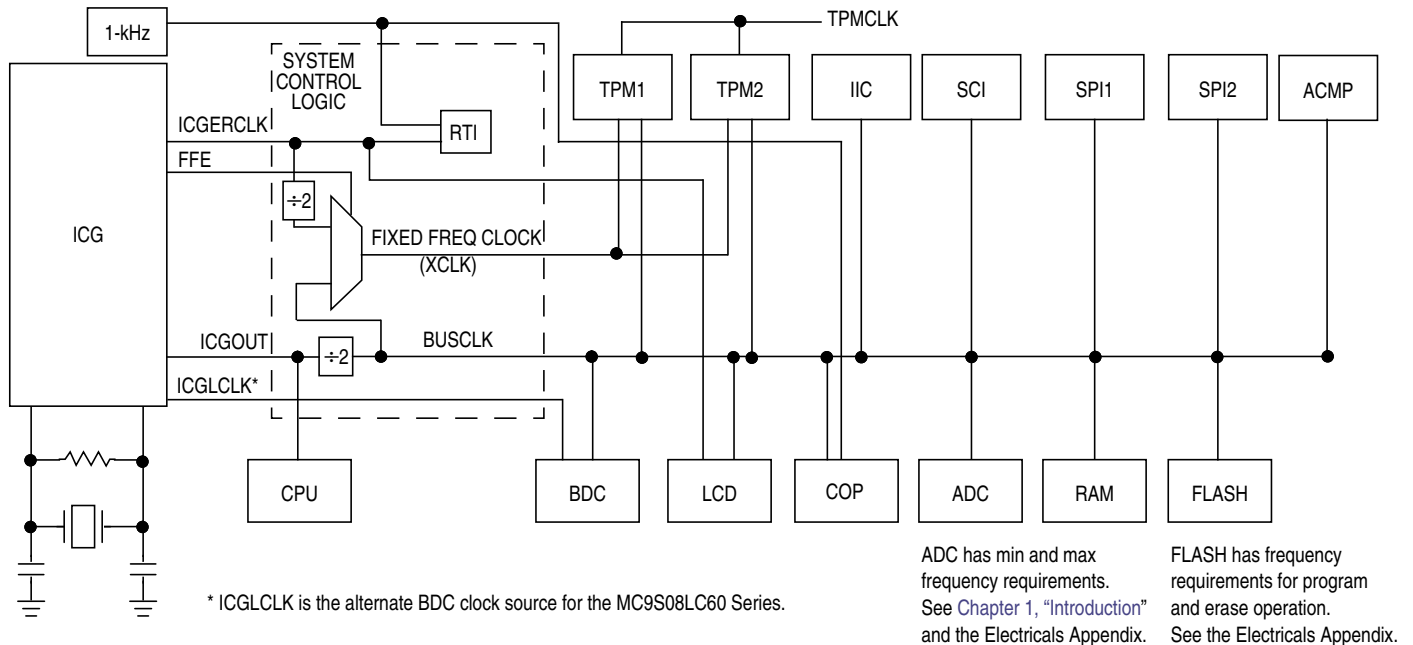 1-kHz
TPMCLK
SYSTEM
CONTROL
LOGIC
TPM1
TPM2
IIC
SCI
SPI1
SPI2
ACMP
ICGERCLK
RTI
FFE
÷2
ICG
FIXED FREQ CLOCK
(XCLK)
ICGOUT
÷2
BUSCLK
ICGLCLK*
CPU
BDC
LCD
COP
ADC
RAM
FLASH
ADC has min and max
frequency requirements.
See Chapter 1, “Introduction”
and the Electricals Appendix.
FLASH has frequency
requirements for program
and erase operation.
See the Electricals Appendix.
* ICGLCLK is the alternate BDC clock source for the MC9S08LC60 Series.